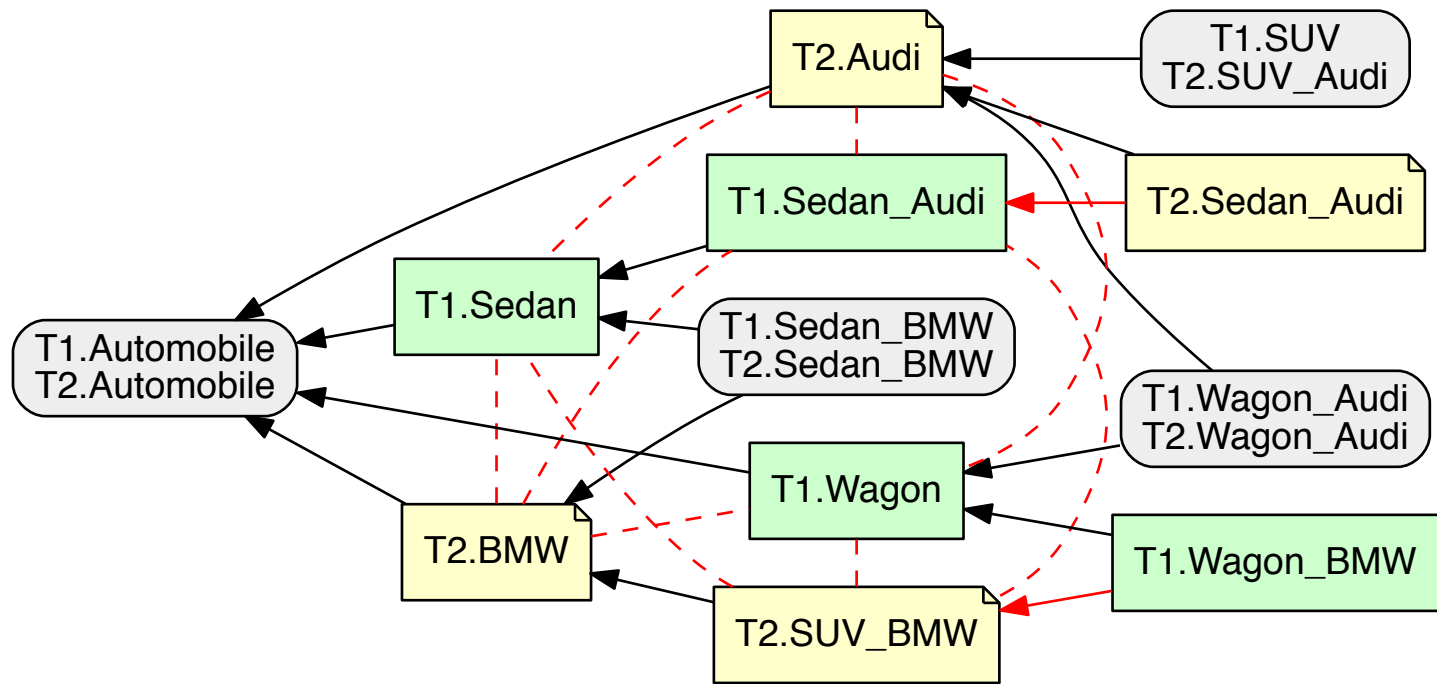 T2.Audi
T1.SUV
T2.SUV_Audi
T1.Sedan_Audi
T2.Sedan_Audi
T1.Sedan
T1.Sedan_BMW
T2.Sedan_BMW
T1.Automobile
T2.Automobile
T1.Wagon_Audi
T2.Wagon_Audi
T1.Wagon
T2.BMW
T1.Wagon_BMW
T2.SUV_BMW